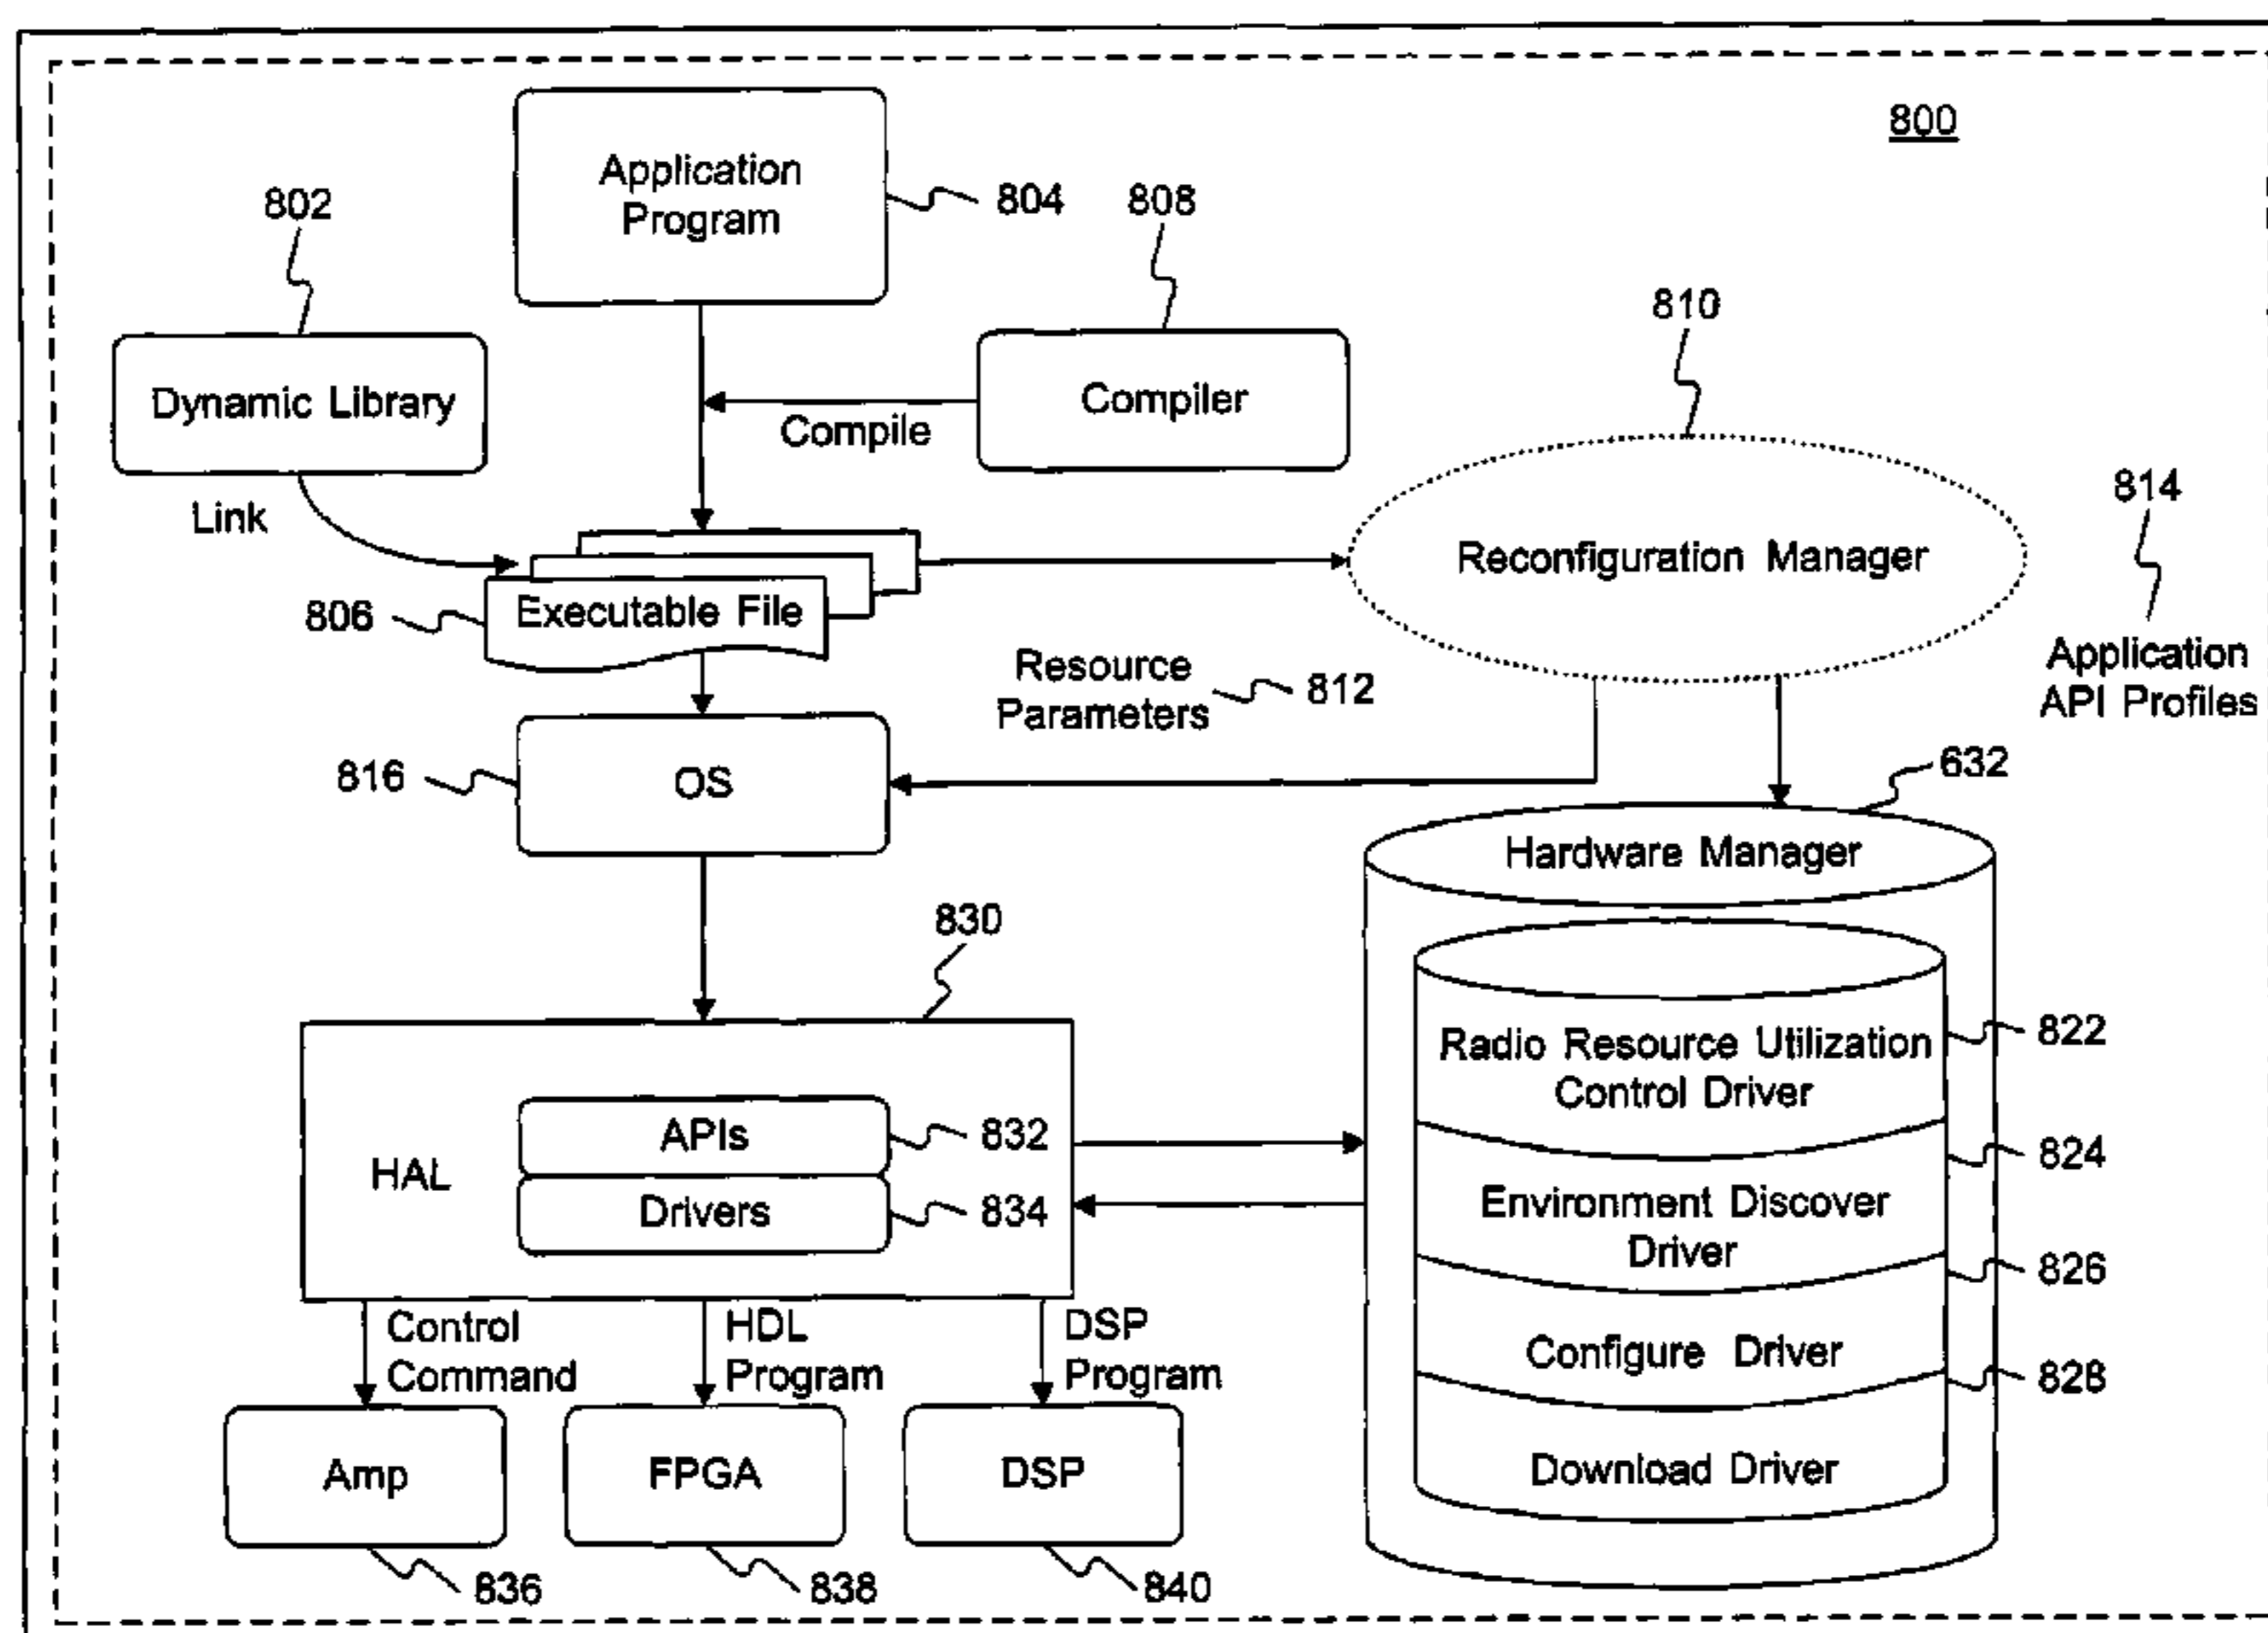 800
Application
Program
804
802
808
Dynamic Library
Compiler
Compile
810
Link
814
Reconfiguration Manager
Executable File
806
Resource
Parameters
812
Application
API Profiles
OS
816
632
Hardware Manager
830
Radio Resource Utilization
Control Driver
822
HAL
APIs
832
Drivers
834
824
Environment Discover
Driver
826
Configure Driver
828
Download Driver
Control
Command
HDL
Program
DSP
Program
Amp
FPGA
DSP
836
838
840